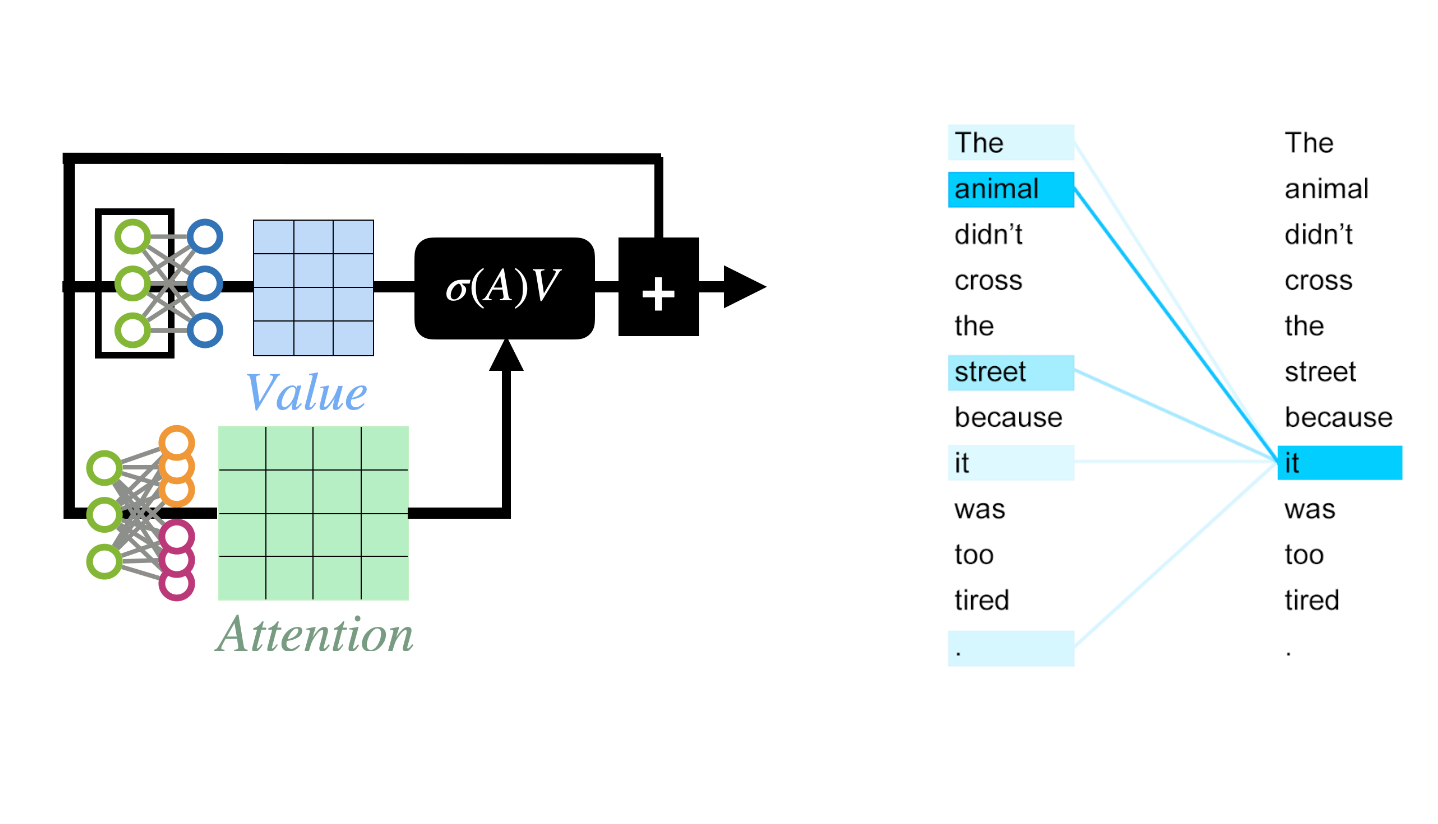 σ(A)V
+
Value
Attention
The
animal
didn’t
cross
the
street
because
it
was
too
tired
.
The
animal
didn’t
cross
the
street
because
it
was
too
tired
.